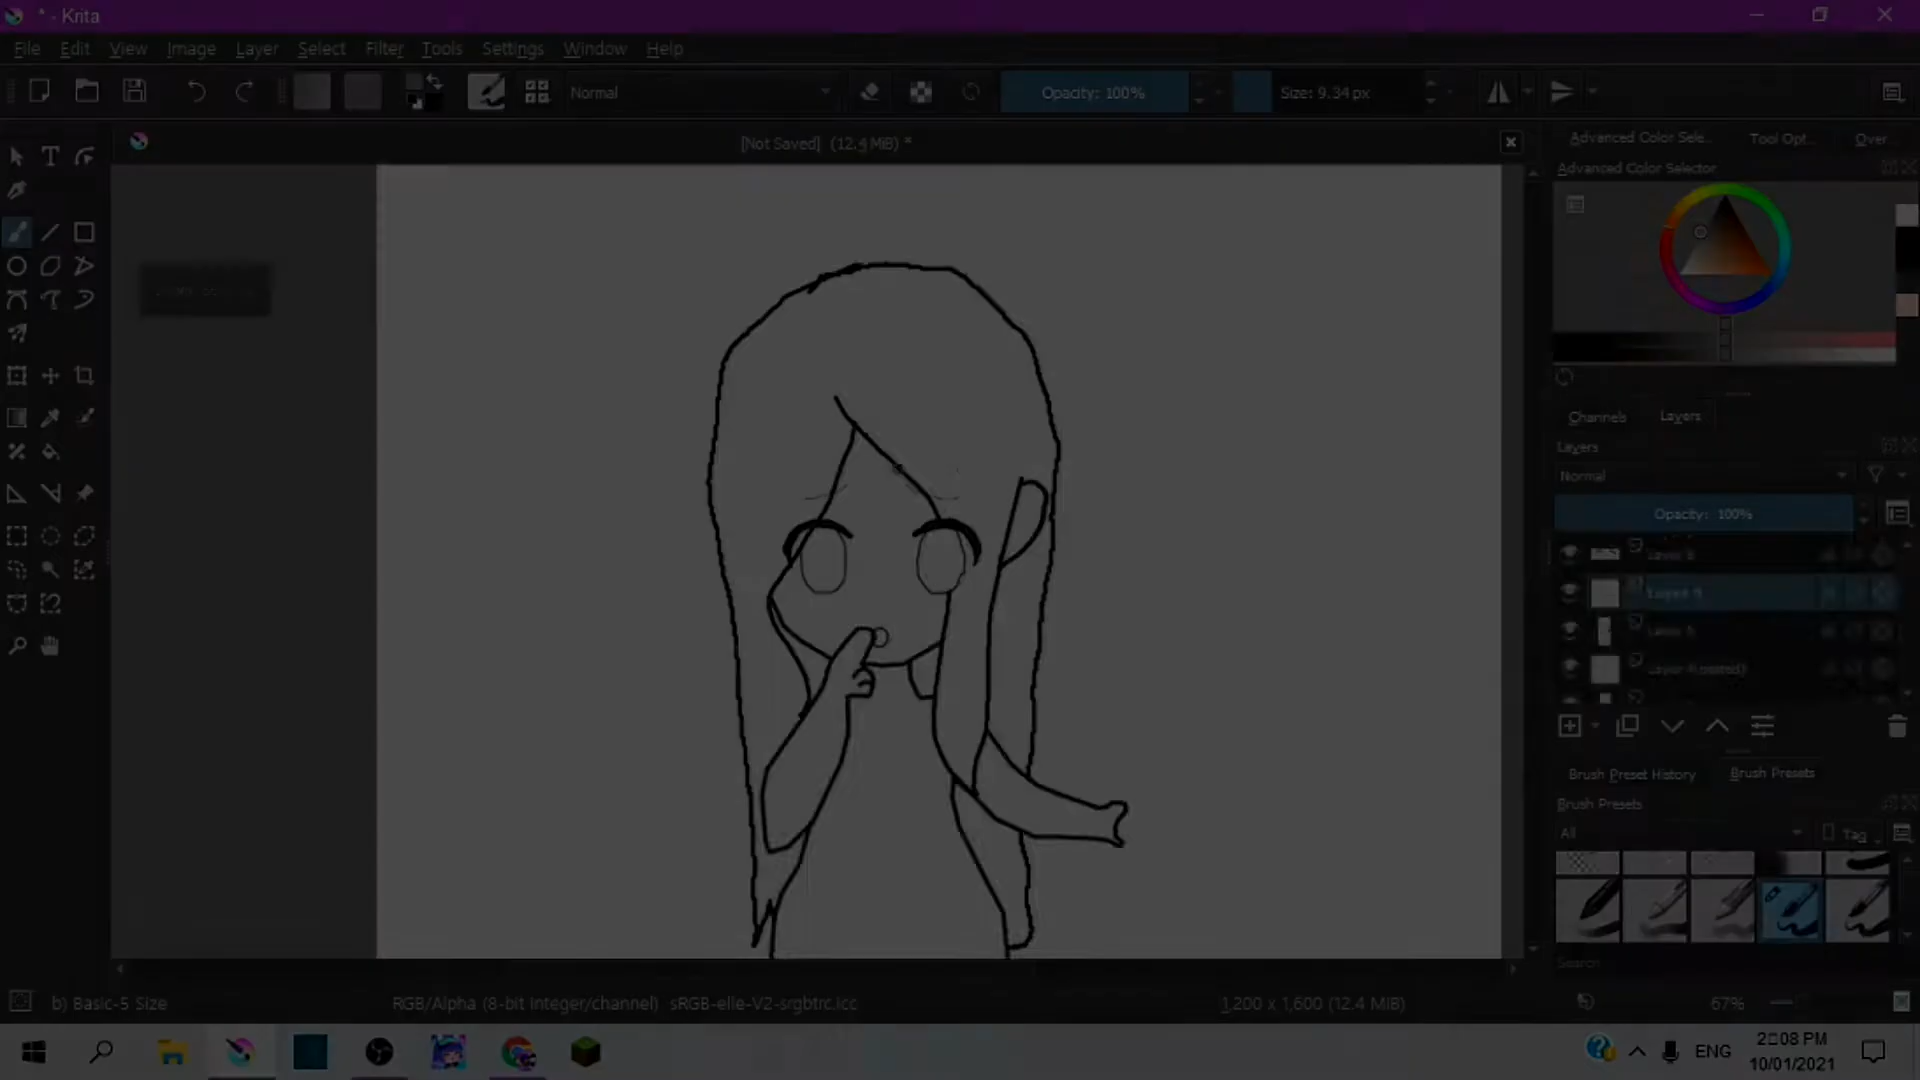 * - Krita
File Edit View Image Layer Select Filter Tools Settings Window Help
Normal Opacity: 100% Size: 9.34 px
[Not Saved] (12.4 MiB) *
Advanced Color Sele... Tool Opt... Over...
Advanced Color Selector
Channels Layers
Layers
Normal
Opacity: 100%
Brush Preset History Brush Presets
Brush Presets
All Tag
Search
b) Basic-5 Size RGB/Alpha (8-bit integer/channel) sRGB-elle-V2-srgbtrc.icc 1,200 x 1,600 (12.4 MiB) 67%
ENG
10/01/2021